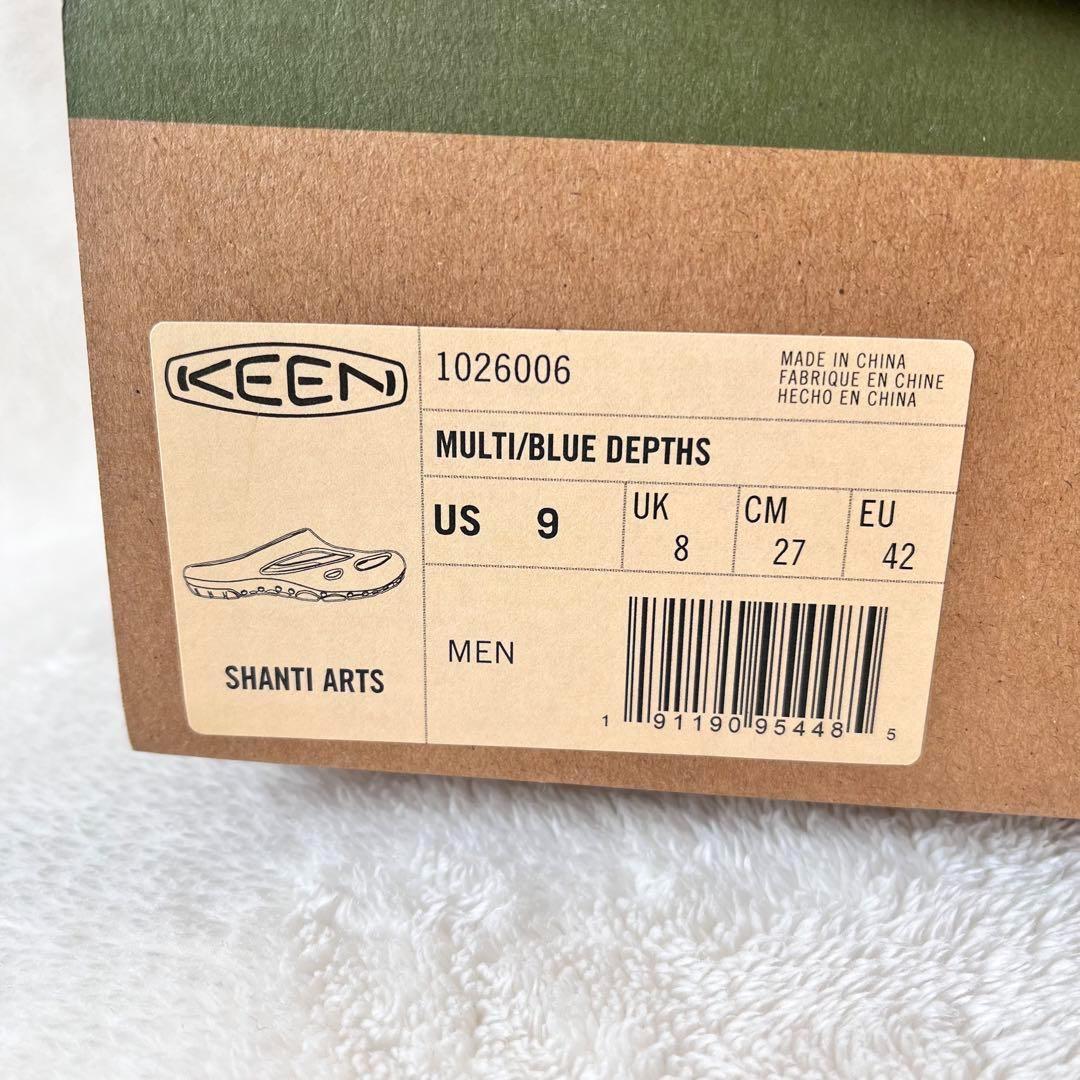 KEEN
1026006
MADE IN CHINA
FABRIQUE EN CHINE
HECHO EN CHINA
MULTI/BLUE DEPTHS
US 9
UK 8
CM 27
EU 42
SHANTI ARTS
MEN
1 91190 95448 5